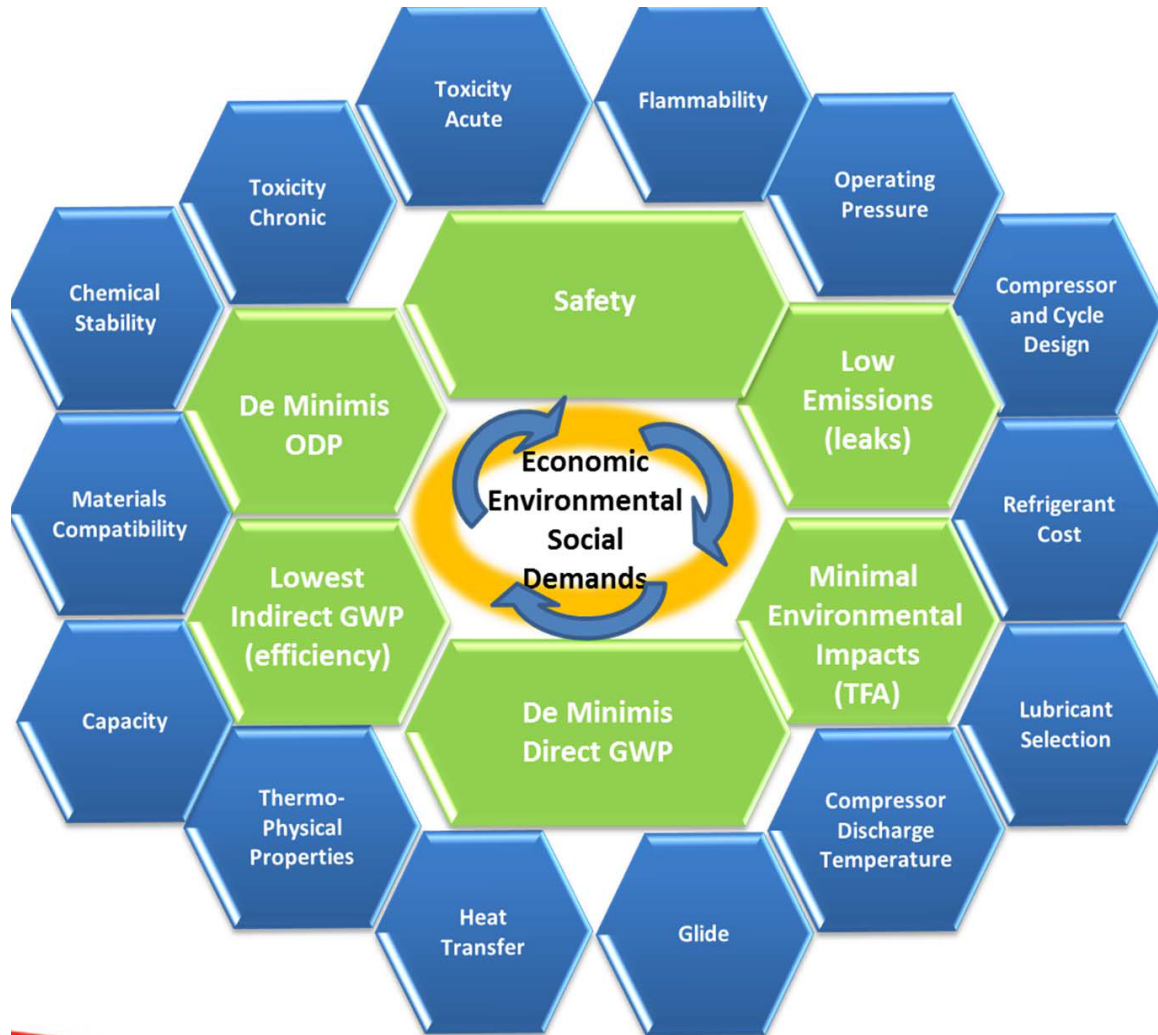 Toxicity
Acute
Flammability
Toxicity
Chronic
Operating
Pressure
Chemical
Stability
Safety
Compressor
and Cycle
Design
De Minimis
ODP
Low
Emissions
(leaks)
Economic
Environmental
Social
Demands
Materials
Compatibility
Refrigerant
Cost
Lowest
Indirect GWP
(efficiency)
Minimal
Environmental
Impacts
(TFA)
Capacity
De Minimis
Direct GWP
Lubricant
Selection
Thermo-
Physical
Properties
Compressor
Discharge
Temperature
Heat
Transfer
Glide